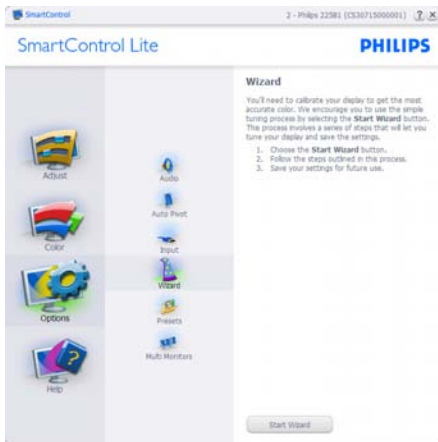 SmartControl
2 - Philips 225B1 (CS30715000001)
SmartControl Lite
PHILIPS
Adjust
Color
Options
Help
Audio
Auto Pivot
Input
Wizard
Presets
Multi Monitors
Wizard
You'll need to calibrate your display to get the most
accurate color. We encourage you to use the simple
tuning process by selecting the Start Wizard button.
This process involves a series of steps that will let you
tune your display and save the settings.
1. Choose the Start Wizard button.
2. Follow the steps outlined in the process.
3. Save your settings for future use.
Start Wizard